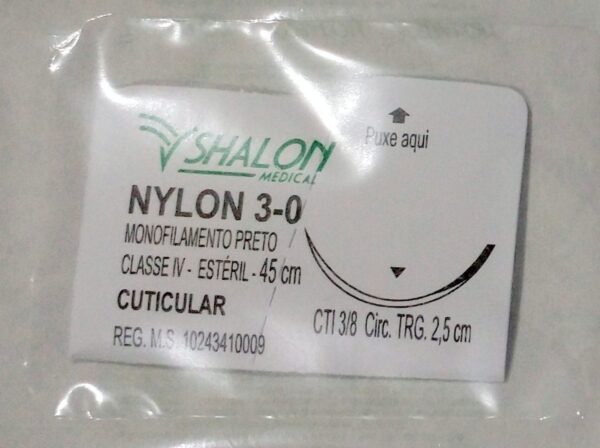 Puxe aqui
SHALON
MEDICAL
NYLON 3-0
MONOFILAMENTO PRETO
CLASSE IV - ESTÉRIL - 45 cm
CUTICULAR
CTI 3/8 Circ. TRG. 2,5 cm
REG. M.S. 10243410009